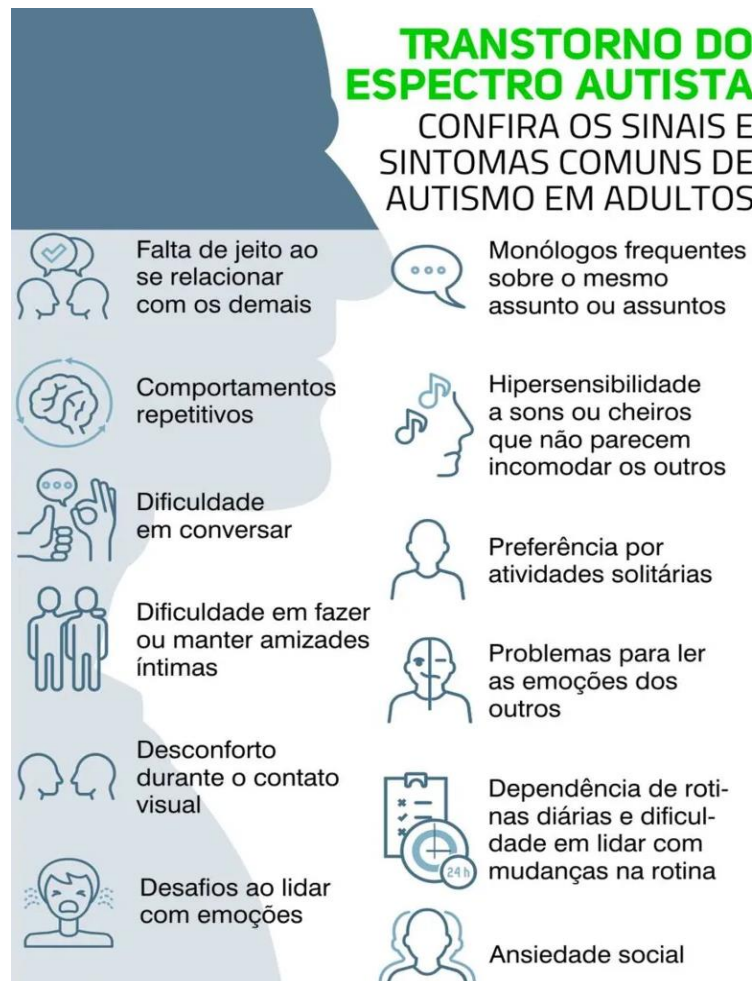 TRANSTORNO DO
ESPECTRO AUTISTA
CONFIRA OS SINAIS E
SINTOMAS COMUNS DE
AUTISMO EM ADULTOS
Falta de jeito ao
se relacionar
com os demais
Comportamentos
repetitivos
Dificuldade
em conversar
Dificuldade em fazer
ou manter amizades
íntimas
Desconforto
durante o contato
visual
Desafios ao lidar
com emoções
Monólogos frequentes
sobre o mesmo
assunto ou assuntos
Hipersensibilidade
a sons ou cheiros
que não parecem
incomodar os outros
Preferência por
atividades solitárias
Problemas para ler
as emoções dos
outros
Dependência de roti-
nas diárias e dificul-
dade em lidar com
mudanças na rotina
24 h
Ansiedade social